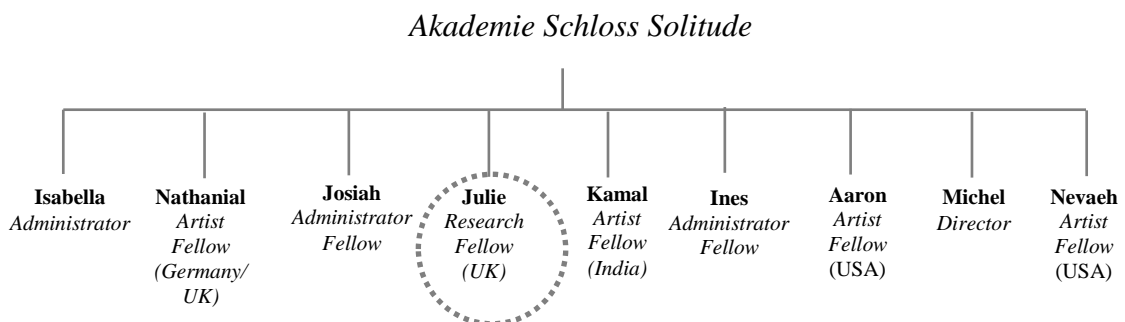 Akademie Schloss Solitude
Isabella
Administrator
Nathanial
Artist
Fellow
(Germany/
UK)
Josiah
Administrator
Fellow
Julie
Research
Fellow
(UK)
Kamal
Artist
Fellow
(India)
Ines
Administrator
Fellow
Aaron
Artist
Fellow
(USA)
Michel
Director
Nevaeh
Artist
Fellow
(USA)